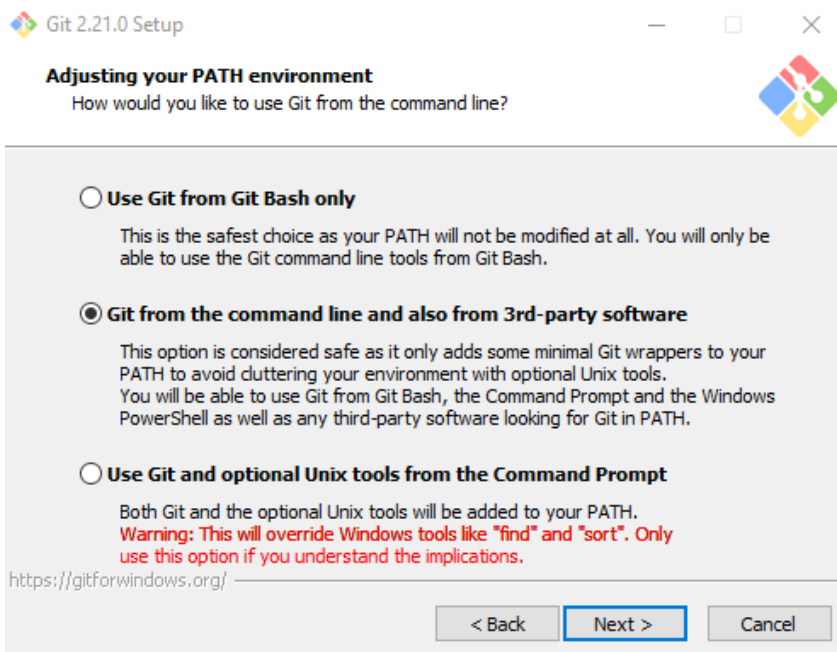 Git 2.21.0 Setup
Adjusting your PATH environment
How would you like to use Git from the command line?
Use Git from Git Bash only
This is the safest choice as your PATH will not be modified at all. You will only be
able to use the Git command line tools from Git Bash.
Git from the command line and also from 3rd-party software
This option is considered safe as it only adds some minimal Git wrappers to your
PATH to avoid cluttering your environment with optional Unix tools.
You will be able to use Git from Git Bash, the Command Prompt and the Windows
PowerShell as well as any third-party software looking for Git in PATH.
Use Git and optional Unix tools from the Command Prompt
Both Git and the optional Unix tools will be added to your PATH.
Warning: This will override Windows tools like "find" and "sort". Only
use this option if you understand the implications.
https://gitforwindows.org/
< Back Next > Cancel